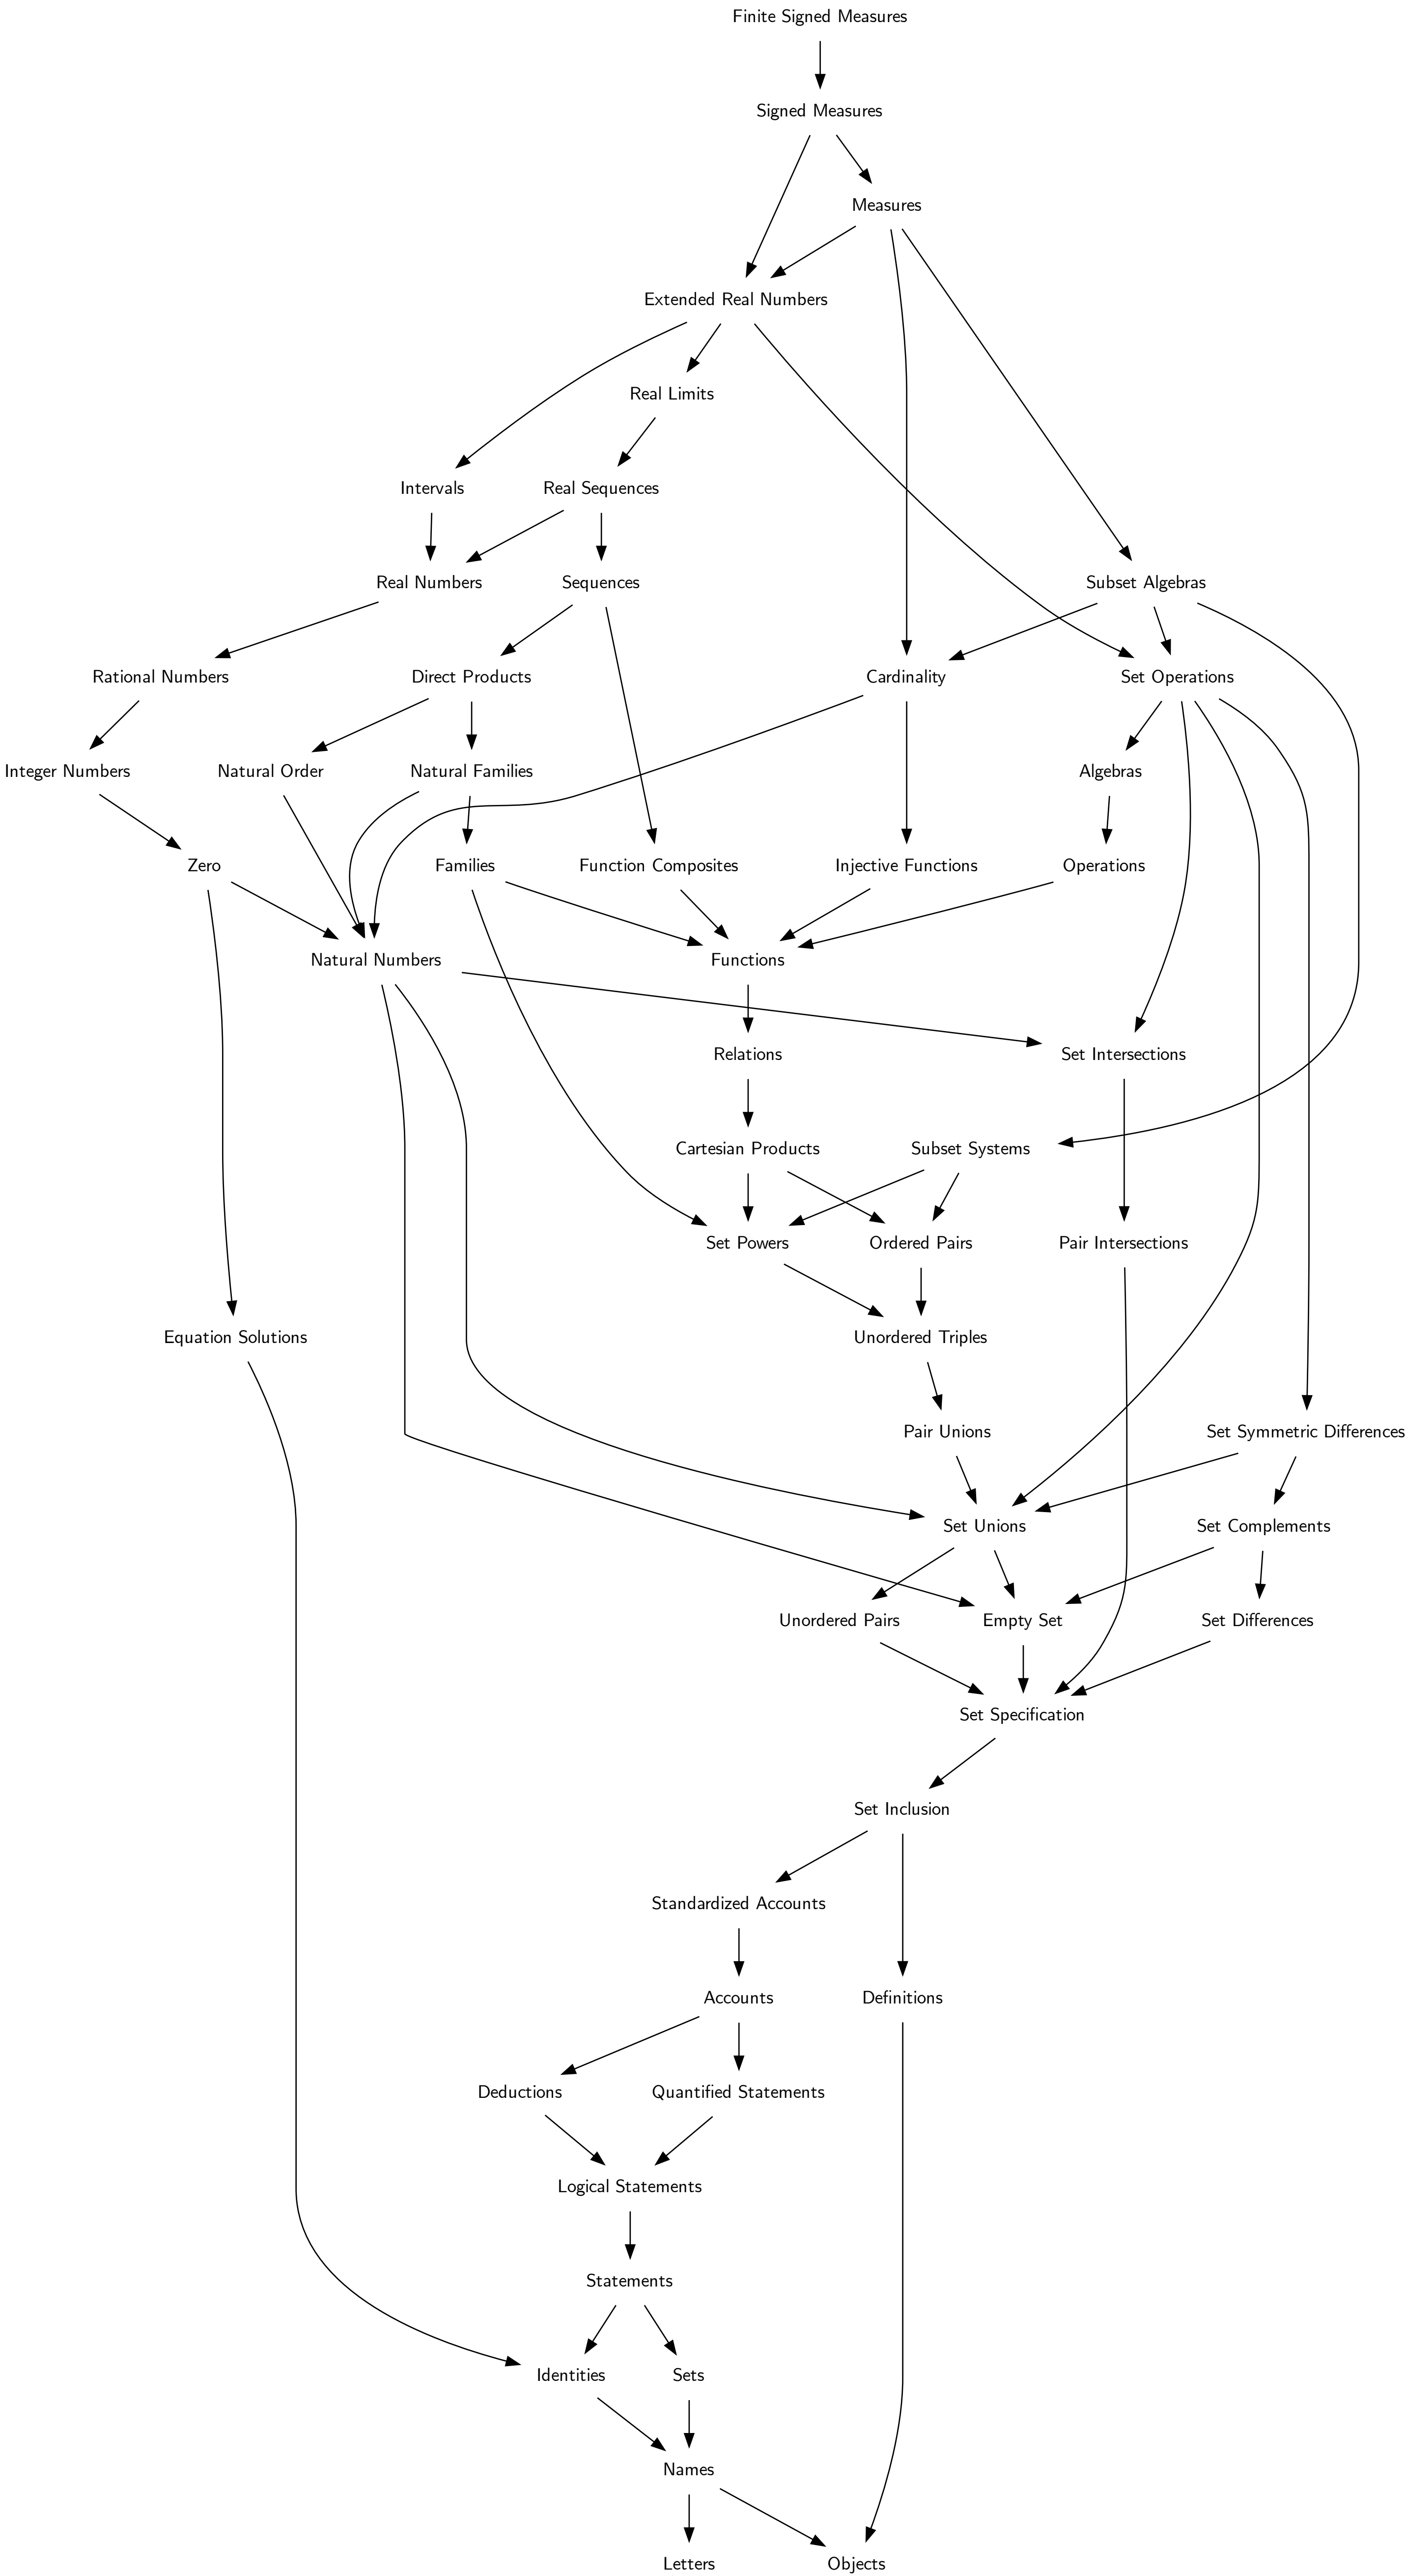 Finite Signed Measures
Signed Measures
Measures
Extended Real Numbers
Real Limits
Intervals
Real Sequences
Real Numbers
Sequences
Subset Algebras
Rational Numbers
Direct Products
Cardinality
Set Operations
Integer Numbers
Natural Order
Natural Families
Algebras
Zero
Families
Function Composites
Injective Functions
Operations
Natural Numbers
Functions
Relations
Set Intersections
Cartesian Products
Subset Systems
Set Powers
Ordered Pairs
Pair Intersections
Equation Solutions
Unordered Triples
Pair Unions
Set Symmetric Differences
Set Unions
Set Complements
Unordered Pairs
Empty Set
Set Differences
Set Specification
Set Inclusion
Standardized Accounts
Accounts
Definitions
Deductions
Quantified Statements
Logical Statements
Statements
Identities
Sets
Names
Letters
Objects